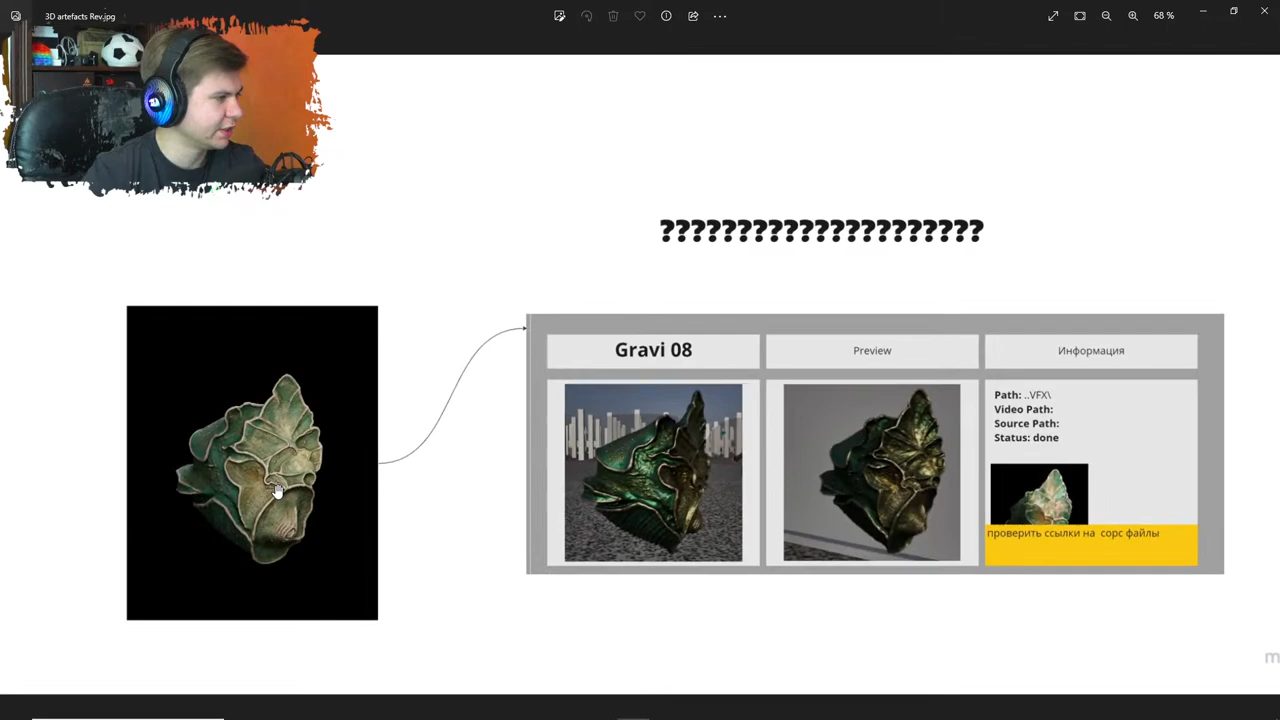 3D artefacts Rev.jpg
68 %
????????????????????
Gravi 08
Preview
Информация
Path: ..VFX\
Video Path:
Source Path:
Status: done
проверить ссылки на сорс файлы
m